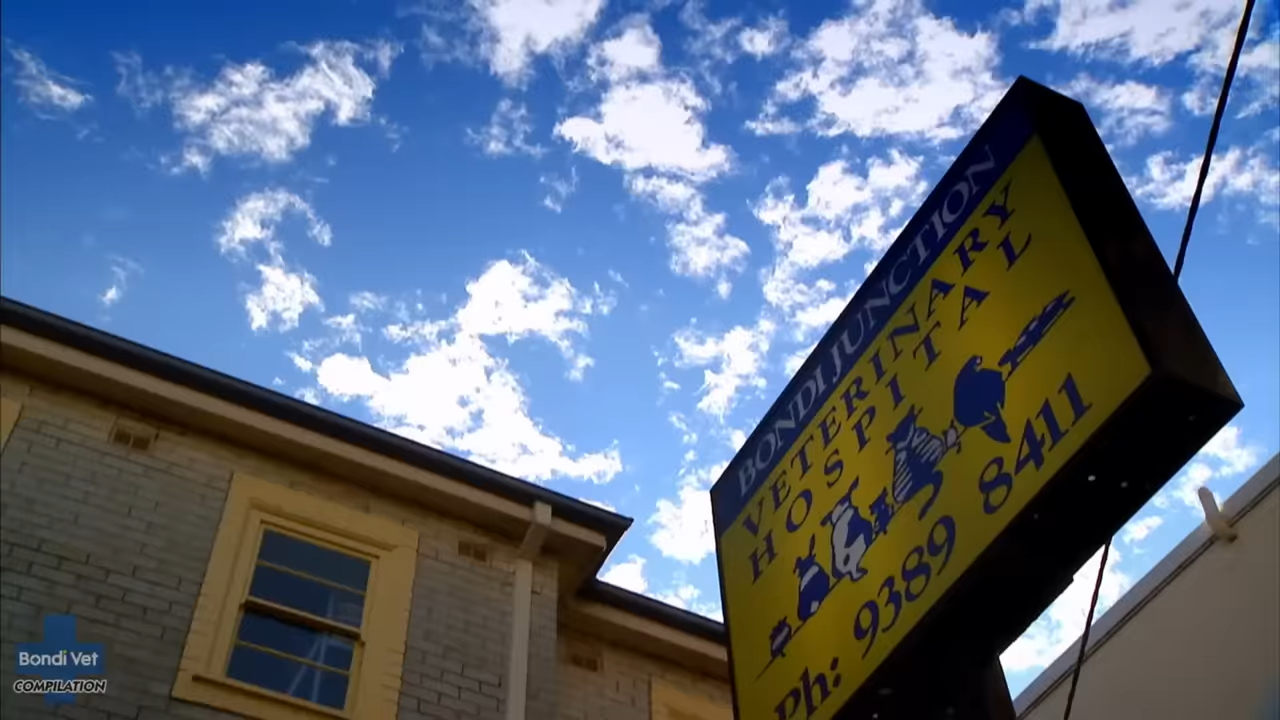 BONDI JUNCTION
VETERINARY
HOSPITAL
Ph: 9389 8411
Bondi Vet
COMPILATION